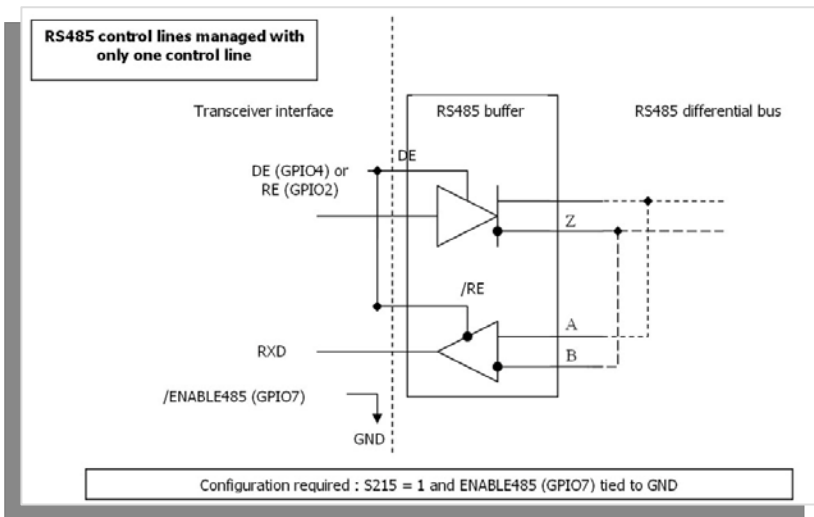 RS485 control lines managed with
only one control line
Transceiver interface
RS485 buffer
RS485 differential bus
DE (GPIO4) or
RE (GPIO2)
DE
Z
/RE
A
RXD
B
/ENABLE485 (GPIO7)
GND
Configuration required : S215 = 1 and ENABLE485 (GPIO7) tied to GND